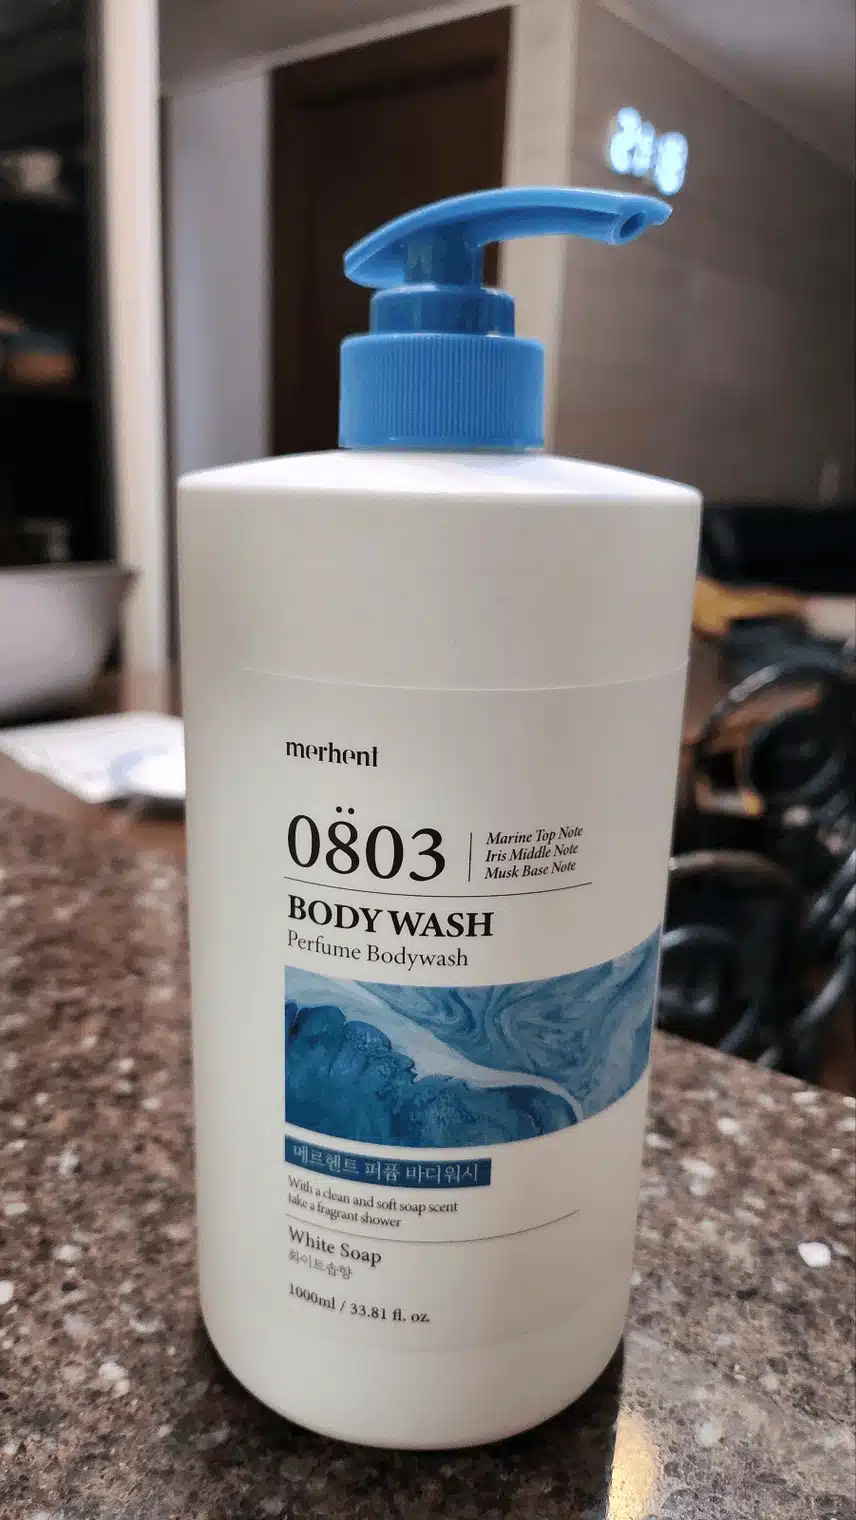 merhent
08̈03
Marine Top Note
Iris Middle Note
Musk Base Note
BODY WASH
Perfume Bodywash
메르헨트 퍼퓸 바디워시
With a clean and soft soap scent
take a fragrant shower
White Soap
화이트솝향
1000ml / 33.81 fl. oz.